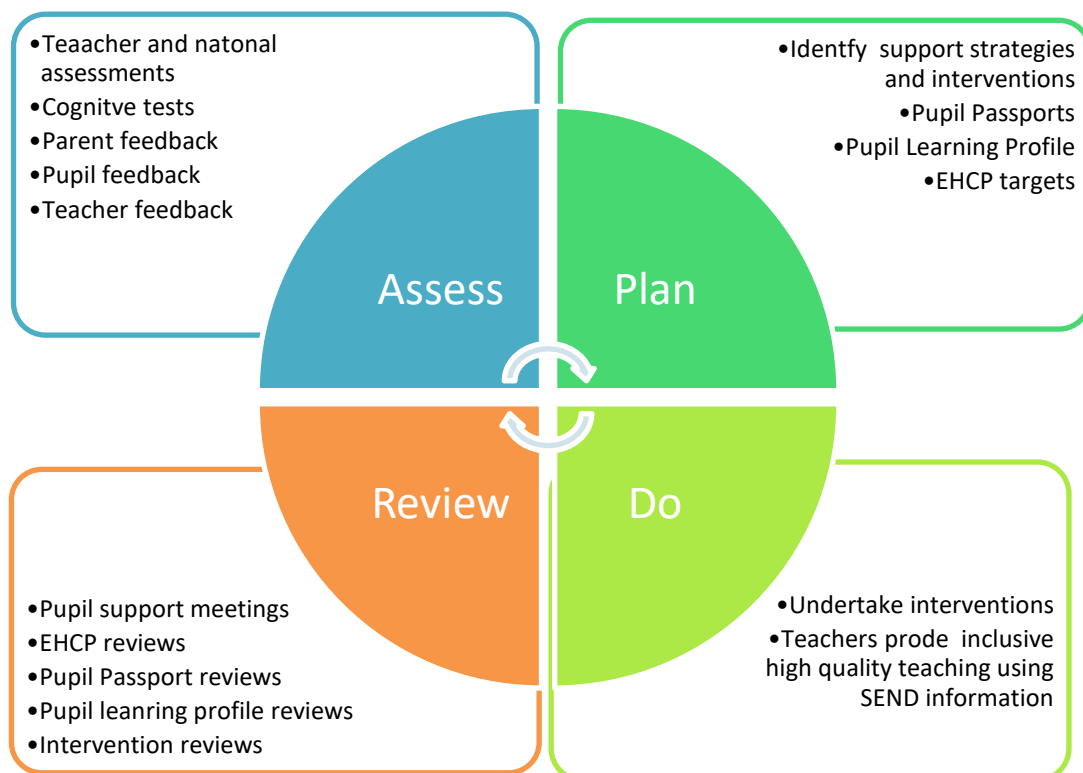 •Teaacher and natonal
assessments
•Cognitve tests
•Parent feedback
•Pupil feedback
•Teacher feedback
•Identfy  support strategies
and interventions
•Pupil Passports
•Pupil Learning Profile
•EHCP targets
Assess
Plan
Review
Do
•Pupil support meetings
•EHCP reviews
•Pupil Passport reviews
•Pupil leanring profile reviews
•Intervention reviews
•Undertake interventions
•Teachers prode  inclusive
high quality teaching using
SEND information